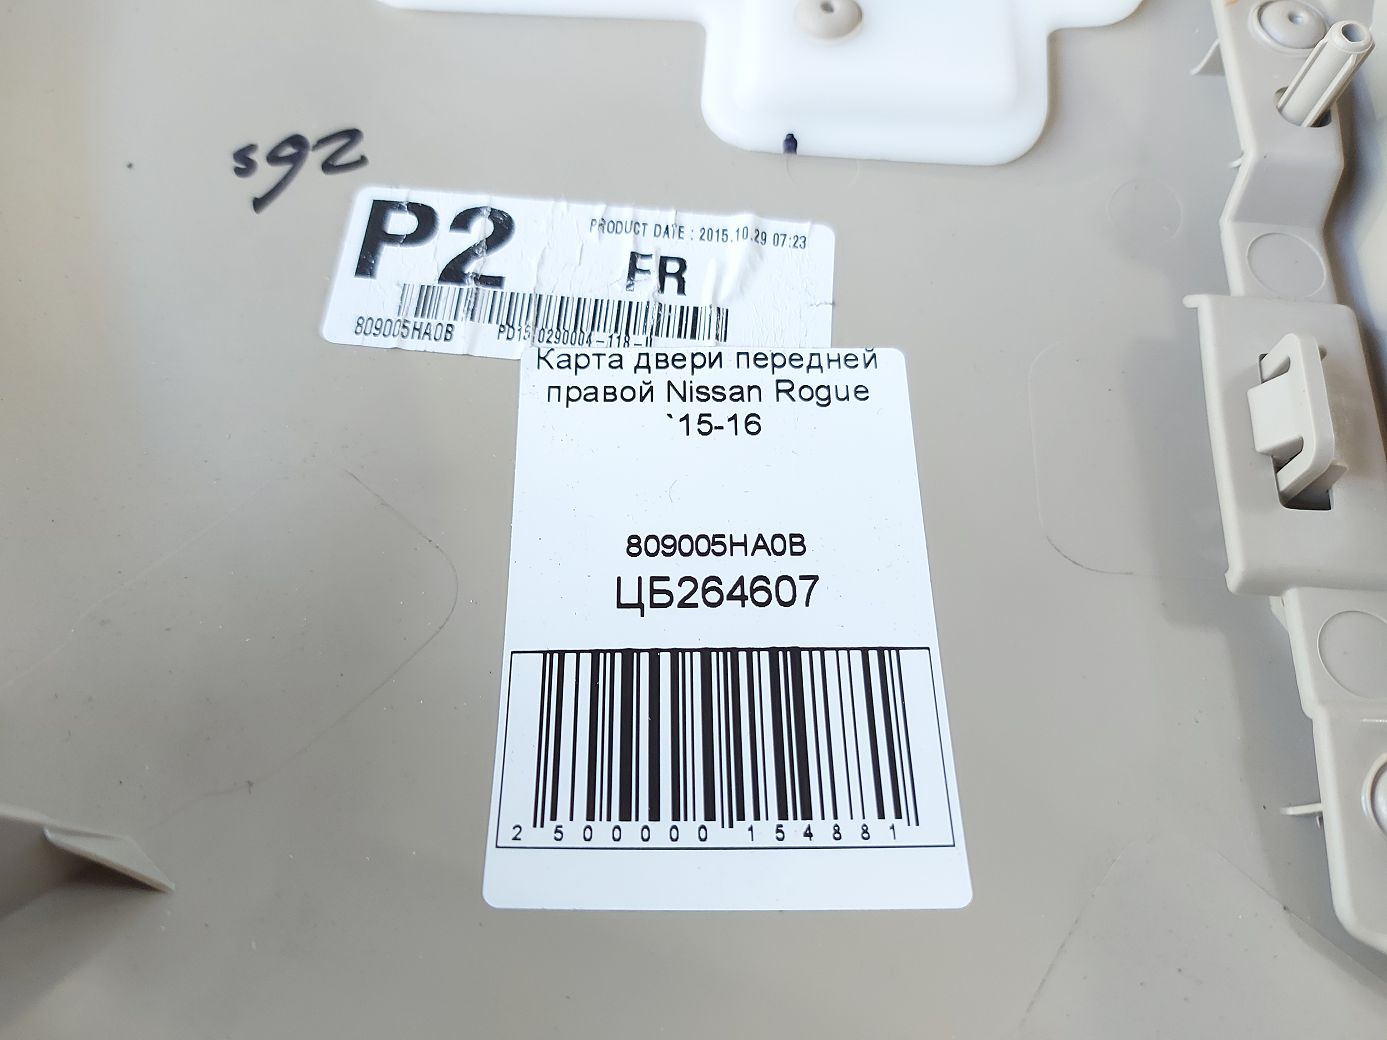 s92
P2
PRODUCT DATE : 2015.10.29 07:23
FR
809005HA0B
Карта двери передней
правой Nissan Rogue
`15-16
809005HA0B
ЦБ264607
2 500000 154881